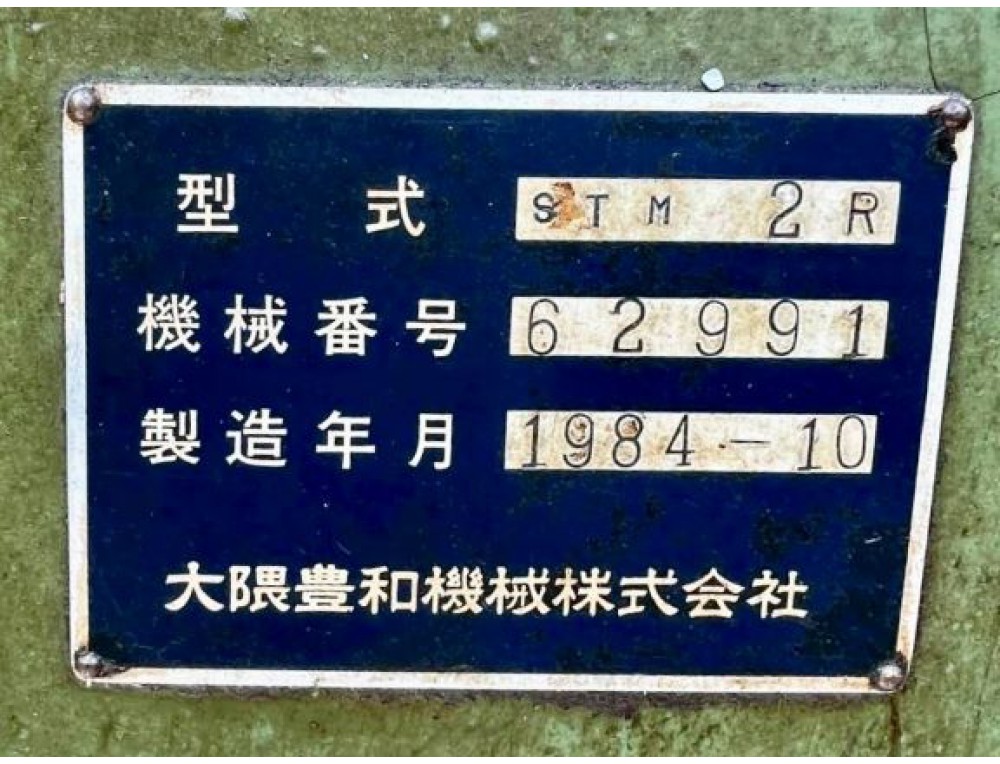 型式 STM 2R
機械番号 62991
製造年月 1984-10
大隈豊和機械株式会社